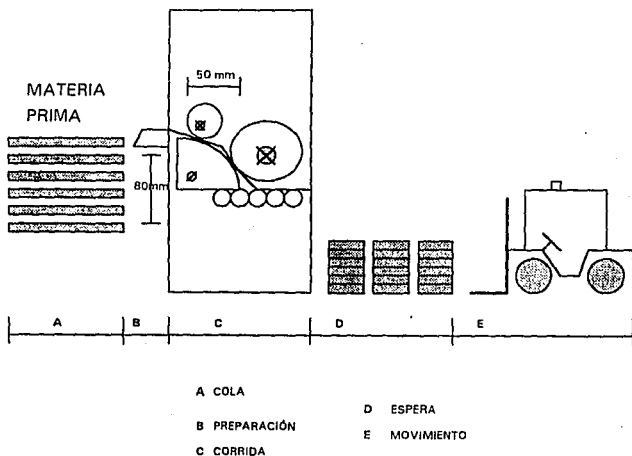 50 mm
MATERIA
PRIMA
80mm
A B C D E
A COLA
B PREPARACIÓN
C CORRIDA
D ESPERA
E MOVIMIENTO